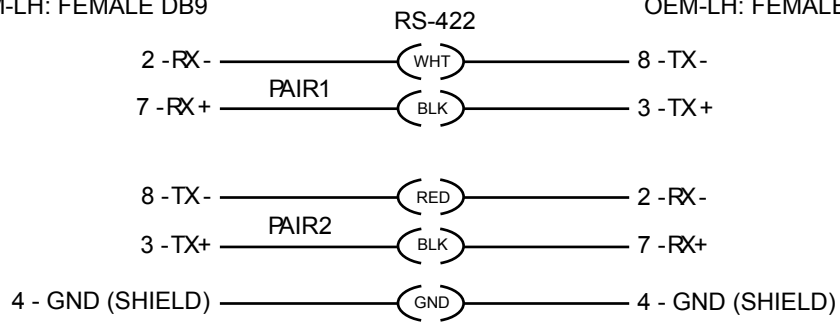 M-LH: FEMALE DB9
OEM-LH: FEMALE
RS-422
2 -RX - WHT 8 -TX-
PAIR1
7 -RX+ BLK 3 -TX+
8 -TX - RED 2 -RX-
PAIR2
3 -TX+ BLK 7 -RX+
4 - GND (SHIELD) GND 4 - GND (SHIELD)